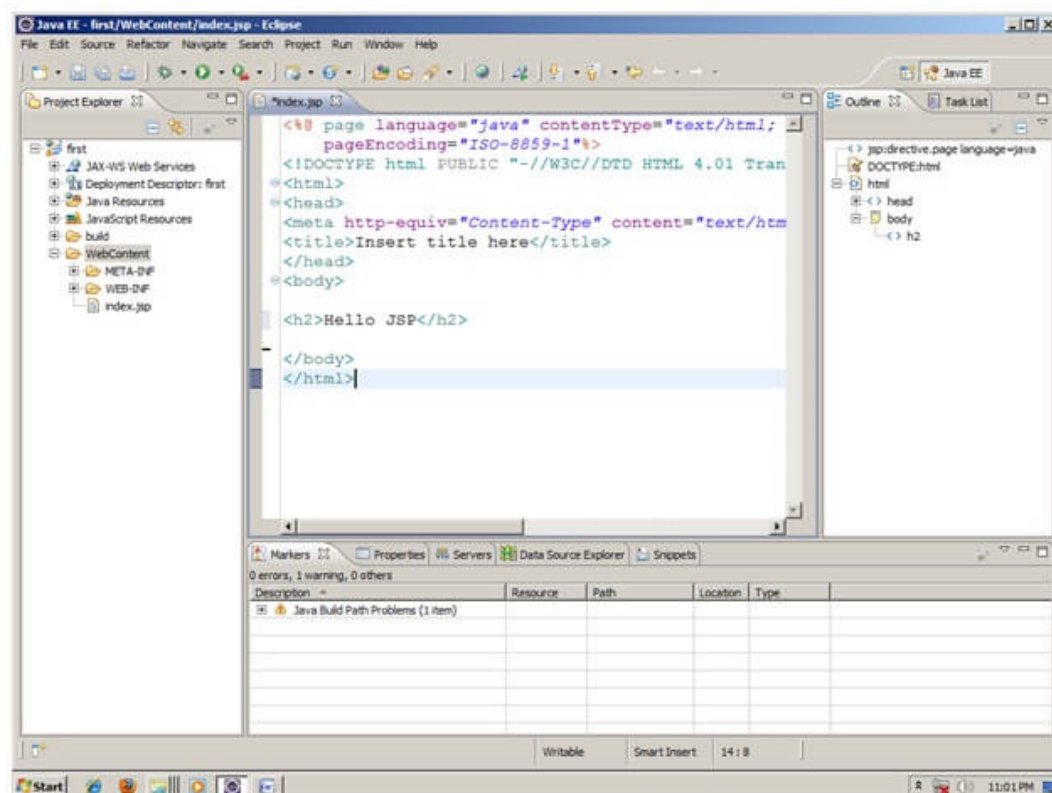 Java EE - first/WebContent/index.jsp - Eclipse
File Edit Source Refactor Navigate Search Project Run Window Help
Java EE
Project Explorer
first
JAX-WS Web Services
Deployment Descriptor: first
Java Resources
JavaScript Resources
build
WebContent
META-INF
WEB-INF
index.jsp
*index.jsp
<%@ page language="java" contentType="text/html;
pageEncoding="ISO-8859-1"%>
<!DOCTYPE html PUBLIC "-//W3C//DTD HTML 4.01 Tran
<html>
<head>
<meta http-equiv="Content-Type" content="text/htm
<title>Insert title here</title>
</head>
<body>
<h2>Hello JSP</h2>
</body>
</html>
Outline Task List
jsp:directive.page language=java
DOCTYPE:html
html
head
body
h2
Markers Properties Servers Data Source Explorer Snippets
0 errors, 1 warning, 0 others
Description Resource Path Location Type
Java Build Path Problems (1 item)
Writable Smart Insert 14 : 8
Start 11:01 PM